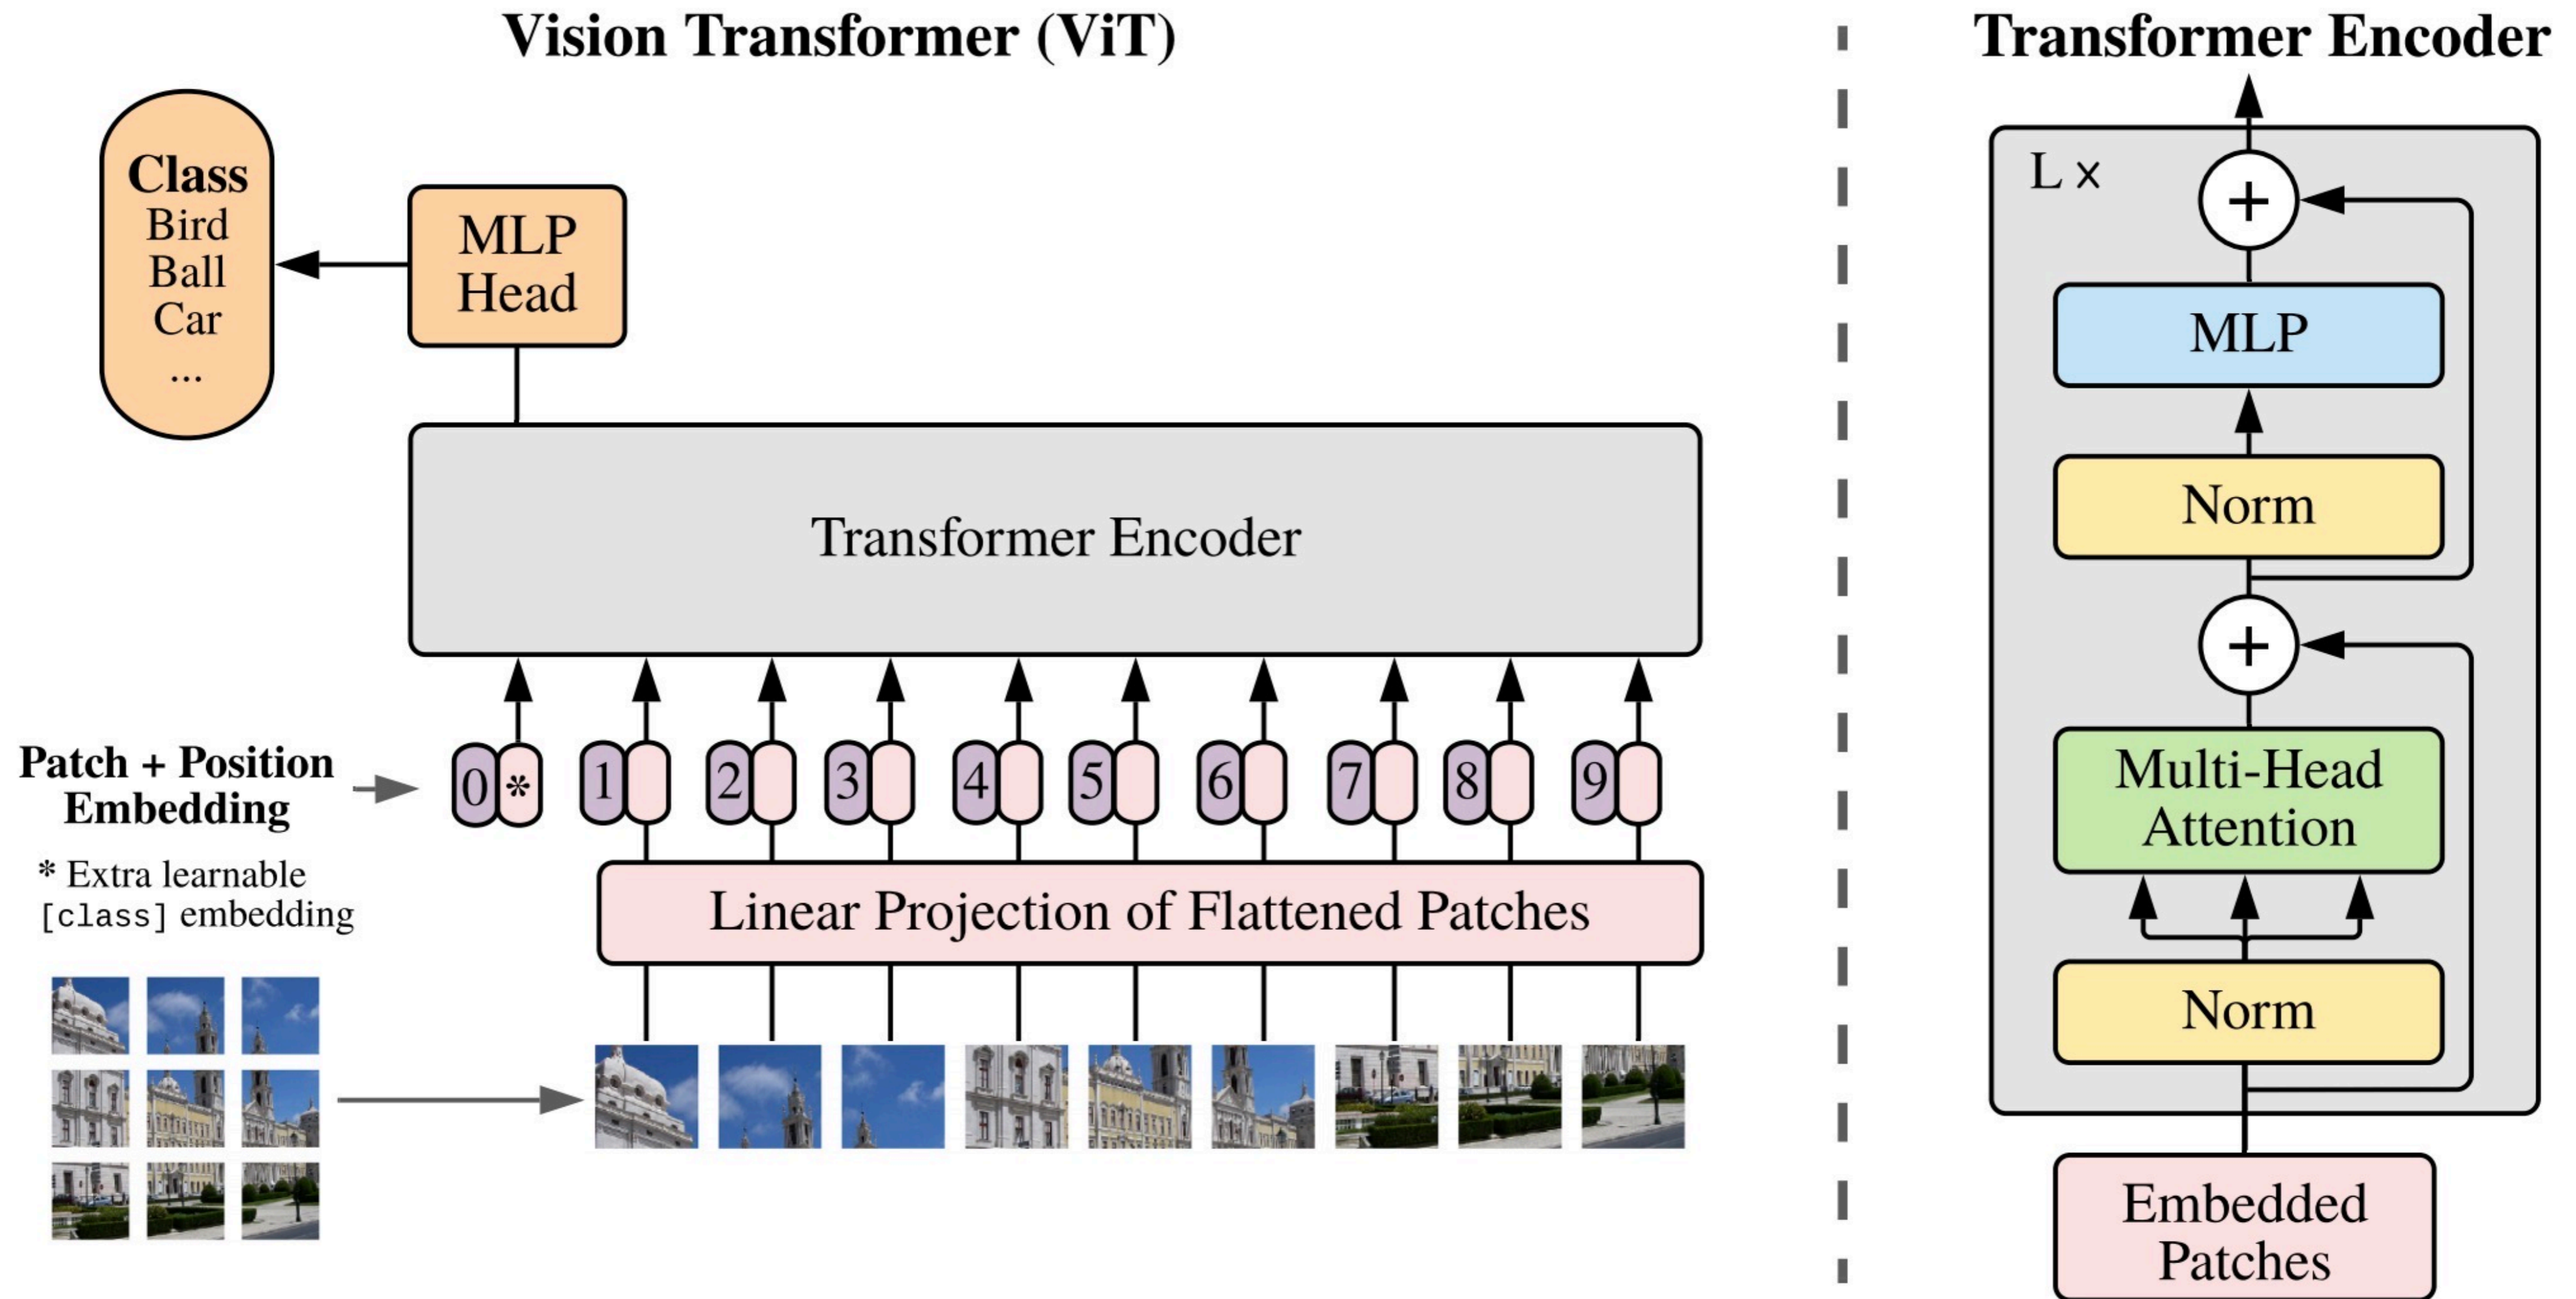 Vision Transformer (ViT)
Class
Bird
Ball
Car
...
MLP
Head
Transformer Encoder
Patch + Position
Embedding
0 * 1 2 3 4 5 6 7 8 9
* Extra learnable
[class] embedding
Linear Projection of Flattened Patches
Transformer Encoder
L ×
+
MLP
Norm
+
Multi-Head
Attention
Norm
Embedded
Patches